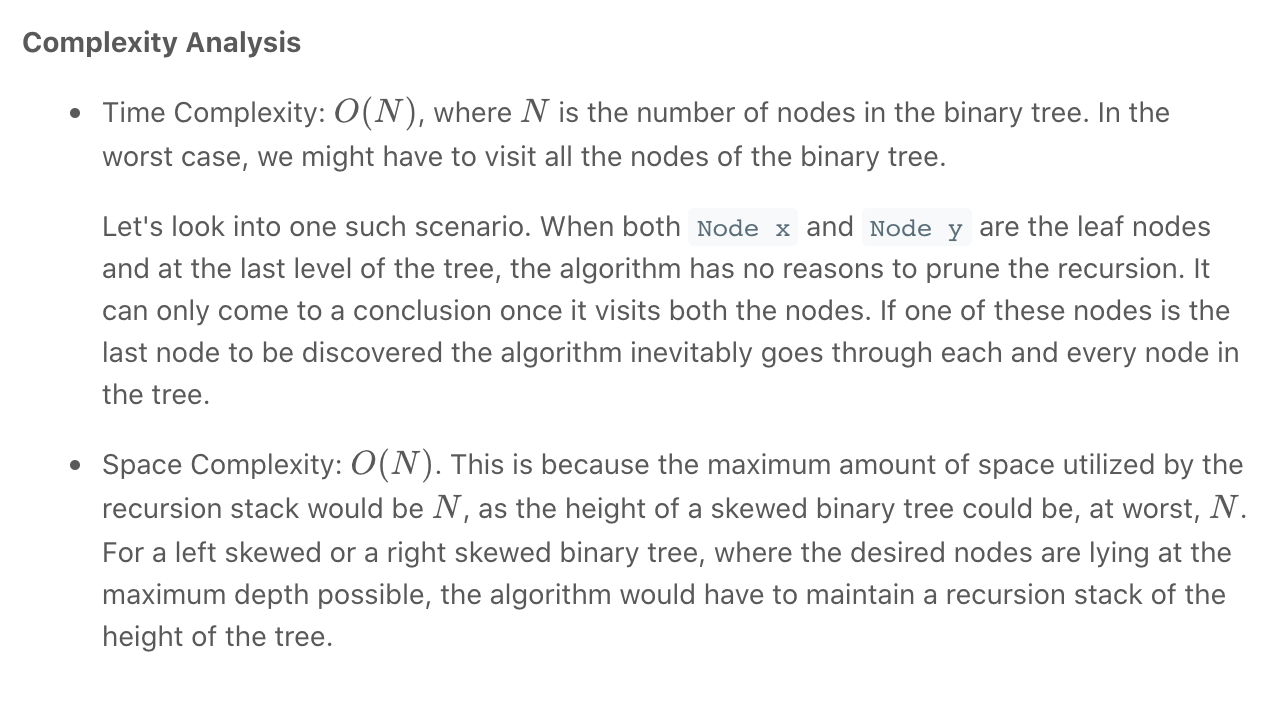 Complexity Analysis
• Time Complexity: O(N), where N is the number of nodes in the binary tree. In the
worst case, we might have to visit all the nodes of the binary tree.
Let's look into one such scenario. When both Node x and Node y are the leaf nodes
and at the last level of the tree, the algorithm has no reasons to prune the recursion. It
can only come to a conclusion once it visits both the nodes. If one of these nodes is the
last node to be discovered the algorithm inevitably goes through each and every node in
the tree.
• Space Complexity: O(N). This is because the maximum amount of space utilized by the
recursion stack would be N, as the height of a skewed binary tree could be, at worst, N.
For a left skewed or a right skewed binary tree, where the desired nodes are lying at the
maximum depth possible, the algorithm would have to maintain a recursion stack of the
height of the tree.